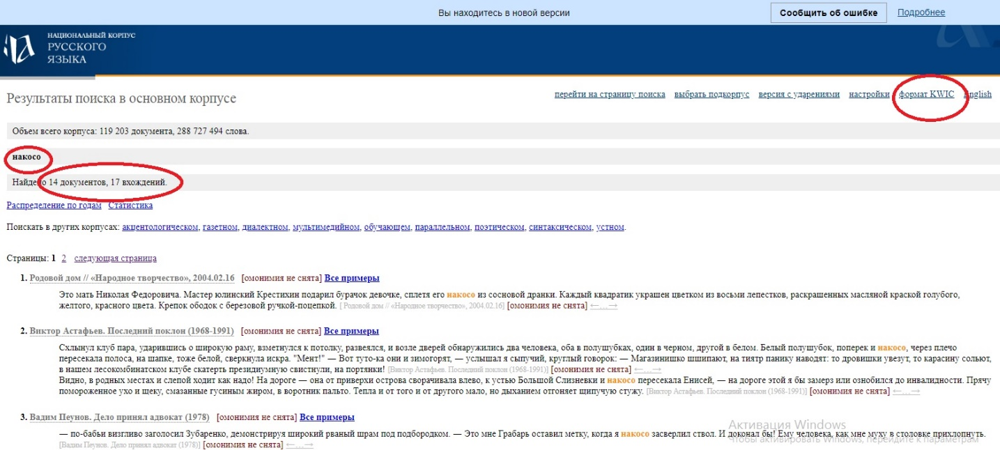 Вы находитесь в новой версии
Сообщить об ошибке
Подробнее
НАЦИОНАЛЬНЫЙ КОРПУС
РУССКОГО
ЯЗЫКА
Результаты поиска в основном корпусе
перейти на страницу поиска выбрать подкорпус версия с ударениями настройки формат KWIC English
Объем всего корпуса: 119 203 документа, 288 727 494 слова.
накосо
Найдено 14 документов, 17 вхождений.
Распределение по годам Статистика
Поискать в других корпусах: акцентологическом, газетном, диалектном, мультимедийном, обучающем, параллельном, поэтическом, синтаксическом, устном.
Страницы: 1 2 следующая страница
1. Родовой дом // «Народное творчество», 2004.02.16 [омонимия не снята] Все примеры
Это мать Николая Федоровича. Мастер юлинский Крестихин подарил бурачок девочке, сплетя его накосо из сосновой дранки. Каждый квадратик украшен цветком из восьми лепестков, раскрашенных масляной краской голубого,
желтого, красного цвета. Крепок ободок с березовой ручкой-поцепкой. [Родовой дом // «Народное творчество», 2004.02.16] [омонимия не снята] ←…→
2. Виктор Астафьев. Последний поклон (1968-1991) [омонимия не снята] Все примеры
Схлынул клуб пара, ударившись о широкую раму, взметнулся к потолку, развеялся, и возле дверей обнаружились два человека, оба в полушубках, один в черном, другой в белом. Белый полушубок, поперек и накосо, через плечо
пересекала полоса, на шапке, тоже белой, сверкнула искра. "Мент!" — Вот туто-ка они и зимогорят, — услышал я сыпучий, круглый говорок: — Магазинишко шшипают, на тиятр панику наводят: то дровишки увезут, то карасину сольют,
в нашем лесокомбинатском клубе скатерть президиумную свистнули, на портянки! [Виктор Астафьев. Последний поклон (1968-1991)] [омонимия не снята] ←…→
Видно, в родных местах и слепой ходит как надо! На дороге — она от приверхи острова сворачивала влево, к устью Большой Слизневки и накосо пересекала Енисей, — на дороге этой я бы замерз или ознобился до инвалидности. Прячу
помороженное ухо и щеку, смазанные гусиным жиром, в воротник пальто. Тепла и от того и от другого мало, но дыханием отгоняет щипучую стужу. [Виктор Астафьев. Последний поклон (1968-1991)] [омонимия не снята] ←…→
3. Вадим Пеунов. Дело принял адвокат (1978) [омонимия не снята] Все примеры
— по-бабьи визгливо заголосил Зубаренко, демонстрируя широкий рваный шрам под подбородком. — Это мне Грабарь оставил метку, когда я накосо засверлил ствол. И доконал бы! Ему человека, как мне муху в столовке прихлопнуть.
[Вадим Пеунов. Дело принял адвокат (1978)] [омонимия не снята] ←…→
Активация Windows
Чтобы активировать Windows, перейдите к параметрам